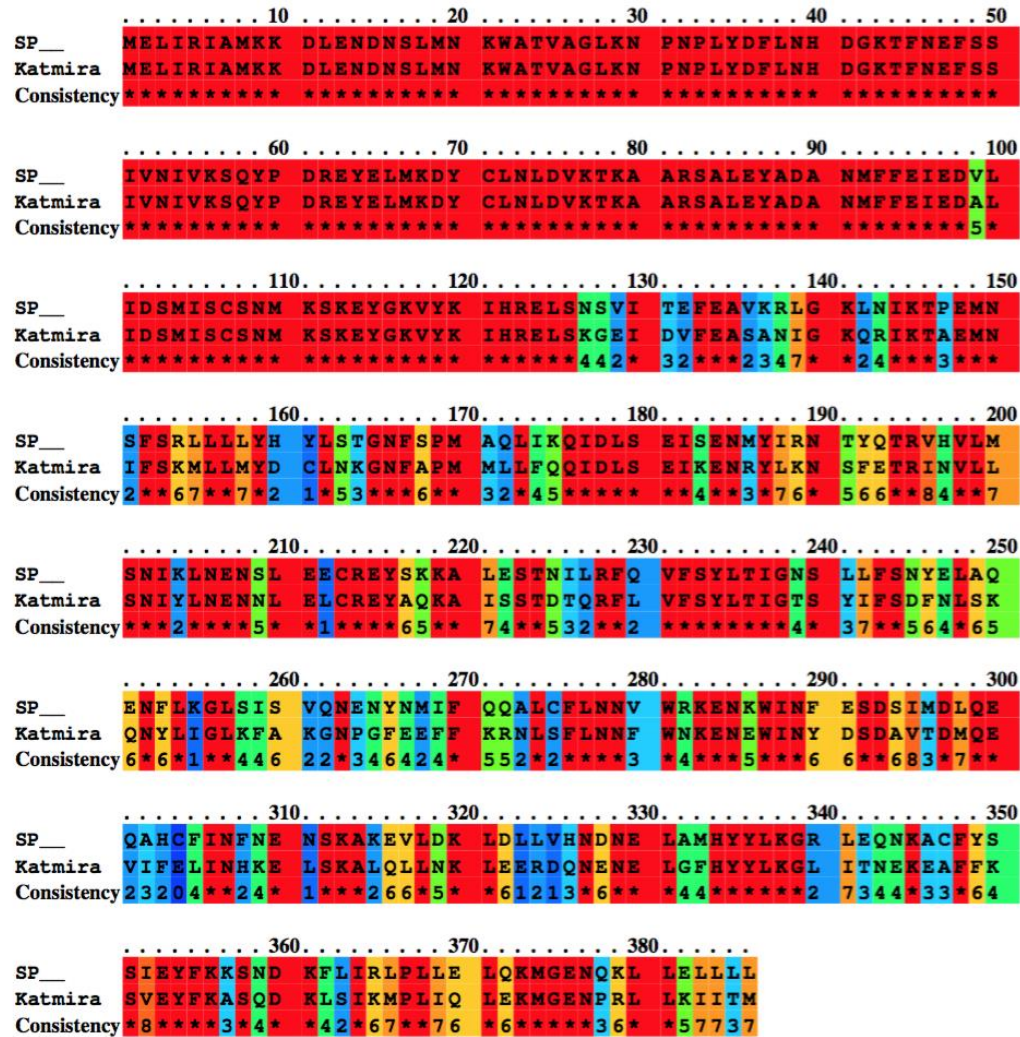 . . . . . . . . . 10 . . . . . . . . . 20 . . . . . . . . . 30 . . . . . . . . . 40 . . . . . . . . . 50
SP__ MELIRIAMKK DLENDNSLMN KWATVAGLKN PNPLYDFLNH DGKTFNEFSS
Katmira MELIRIAMKK DLENDNSLMN KWATVAGLKN PNPLYDFLNH DGKTFNEFSS
Consistency ********** ********** ********** ********** **********
. . . . . . . . . 60 . . . . . . . . . 70 . . . . . . . . . 80 . . . . . . . . . 90 . . . . . . . . . 100
SP__ IVNIVKSQYP DREYELMKDY CLNLDVKTKA ARSALEYADA NMFFEIEDVL
Katmira IVNIVKSQYP DREYELMKDY CLNLDVKTKA ARSALEYADA NMFFEIEDAL
Consistency ********** ********** ********** ********** ********5*
. . . . . . . . . 110 . . . . . . . . . 120 . . . . . . . . . 130 . . . . . . . . . 140 . . . . . . . . . 150
SP__ IDSMISCSNM KSKEYGKVYK IHRELSNSVI TEFEAVKRLG KLNIKTPEMN
Katmira IDSMISCSNM KSKEYGKVYK IHRELSKGEI DVFEASANIG KQRIKTAEMN
Consistency ********** ********** ******442* 32***2347* *24***3***
. . . . . . . . . 160 . . . . . . . . . 170 . . . . . . . . . 180 . . . . . . . . . 190 . . . . . . . . . 200
SP__ SFSRLLLLYH YLSTGNFSPM AQLIKQIDLS EISENMYIRN TYQTRVHVLM
Katmira IFSKMLLMYD CLNKGNFAPM MLLFQQIDLS EIKENRYLKN SFETRINVLL
Consistency 2**67**7*2 1*53***6** 32*45***** **4**3*76* 566**84**7
. . . . . . . . . 210 . . . . . . . . . 220 . . . . . . . . . 230 . . . . . . . . . 240 . . . . . . . . . 250
SP__ SNIKLNENSL EECREYSKKA LESTNILRFQ VFSYLTIGNS LLFSNYELAQ
Katmira SNIYLNENNL ELCREYAQKA ISSTDTQRFL VFSYLTIGTS YIFSDFNLSK
Consistency ***2****5* *1****65** 74**532**2 ********4* 37**564*65
. . . . . . . . . 260 . . . . . . . . . 270 . . . . . . . . . 280 . . . . . . . . . 290 . . . . . . . . . 300
SP__ ENFLKGLSIS VQNENYNMIF QQALCFLNNV WRKENKWINF ESDSIMDLQE
Katmira QNYLIGLKFA KGNPGFEEFF KRNLSFLNNF WNKENEWINY DSDAVTDMQE
Consistency 6*6*1**446 22*346424* 552*2****3 *4***5***6 6**683*7**
. . . . . . . . . 310 . . . . . . . . . 320 . . . . . . . . . 330 . . . . . . . . . 340 . . . . . . . . . 350
SP__ QAHCFINFNE NSKAKEVLDK LDLLVHNDNE LAMHYYLKGR LEQNKACFYS
Katmira VIFELINHKE LSKALQLLNK LEERDQNENE LGFHYYLKGL ITNEKEAFFK
Consistency 23204**24* 1***266*5* *61213*6** *44******2 7344*33*64
. . . . . . . . . 360 . . . . . . . . . 370 . . . . . . . . . 380 . . . . . .
SP__ SIEYFKKSND KFLIRLPLLE LQKMGENQKL LELLLL
Katmira SVEYFKASQD KLSIKMPLIQ LEKMGENPRL LKIITM
Consistency *8****3*4* *42*67**76 *6*****36* *57737